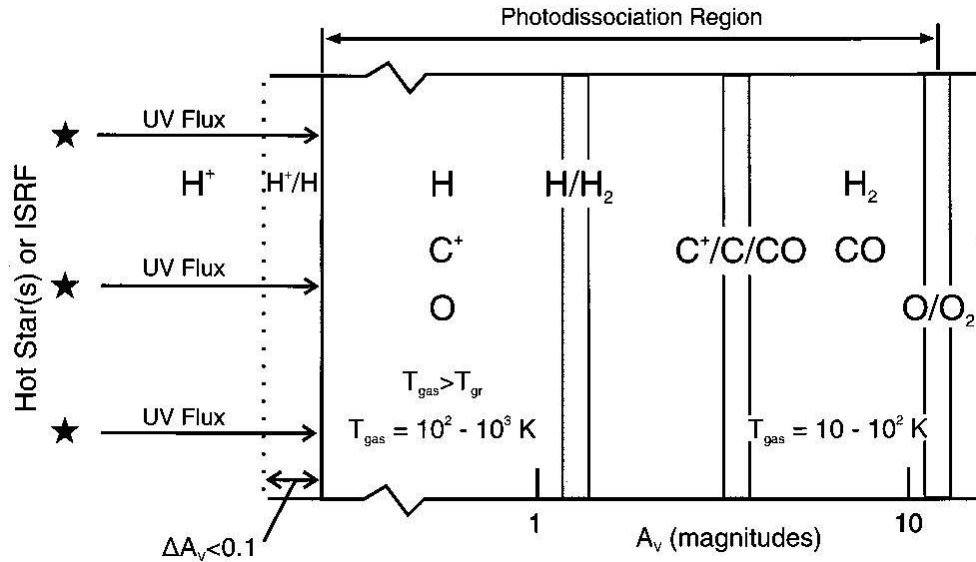 Photodissociation Region
Hot Star(s) or ISRF
UV Flux
H⁺
H⁺/H
H
H/H₂
H₂
C⁺
C⁺/C/CO
CO
UV Flux
O
O/O₂
T_gas>T_gr
UV Flux
T_gas = 10² - 10³ K
T_gas = 10 - 10² K
1
10
A_v (magnitudes)
ΔA_v<0.1